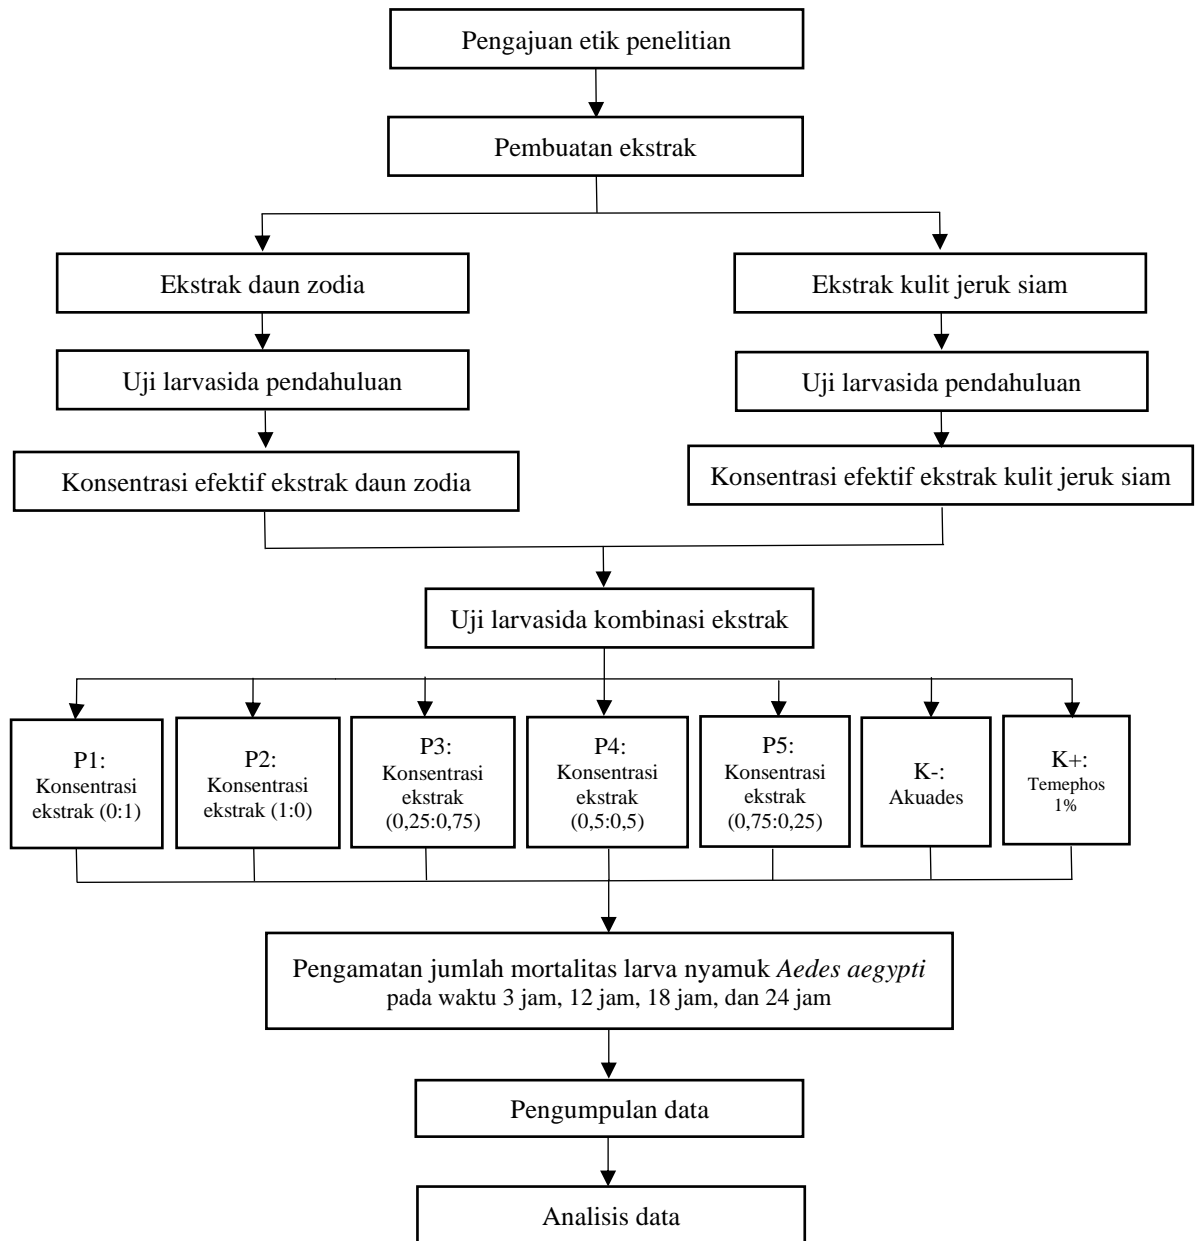 Pengajuan etik penelitian
Pembuatan ekstrak
Ekstrak daun zodia
Ekstrak kulit jeruk siam
Uji larvasida pendahuluan
Uji larvasida pendahuluan
Konsentrasi efektif ekstrak daun zodia
Konsentrasi efektif ekstrak kulit jeruk siam
Uji larvasida kombinasi ekstrak
P1:
Konsentrasi
ekstrak (0:1)
P2:
Konsentrasi
ekstrak (1:0)
P3:
Konsentrasi
ekstrak
(0,25:0,75)
P4:
Konsentrasi
ekstrak
(0,5:0,5)
P5:
Konsentrasi
ekstrak
(0,75:0,25)
K-:
Akuades
K+:
Temephos
1%
Pengamatan jumlah mortalitas larva nyamuk Aedes aegypti
pada waktu 3 jam, 12 jam, 18 jam, dan 24 jam
Pengumpulan data
Analisis data